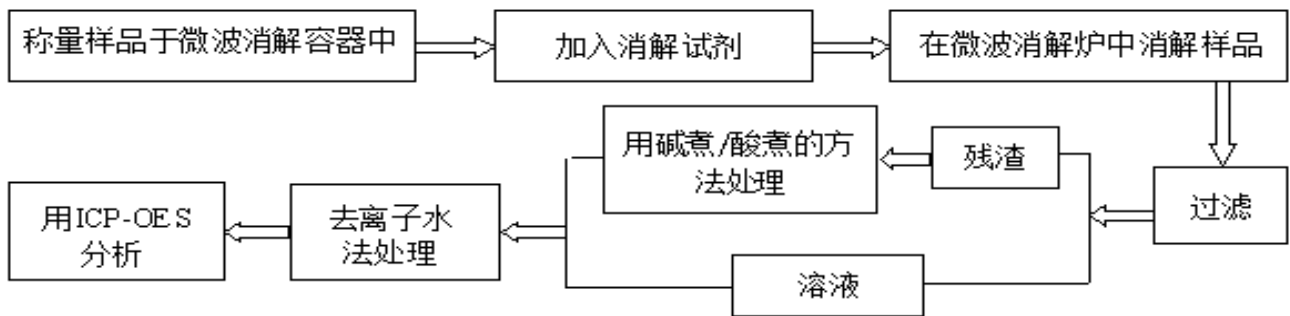 称量样品于微波消解容器中
加入消解试剂
在微波消解炉中消解样品
过滤
残渣
用碱煮/酸煮的方
法处理
溶液
去离子水
法处理
用ICP-OES
分析